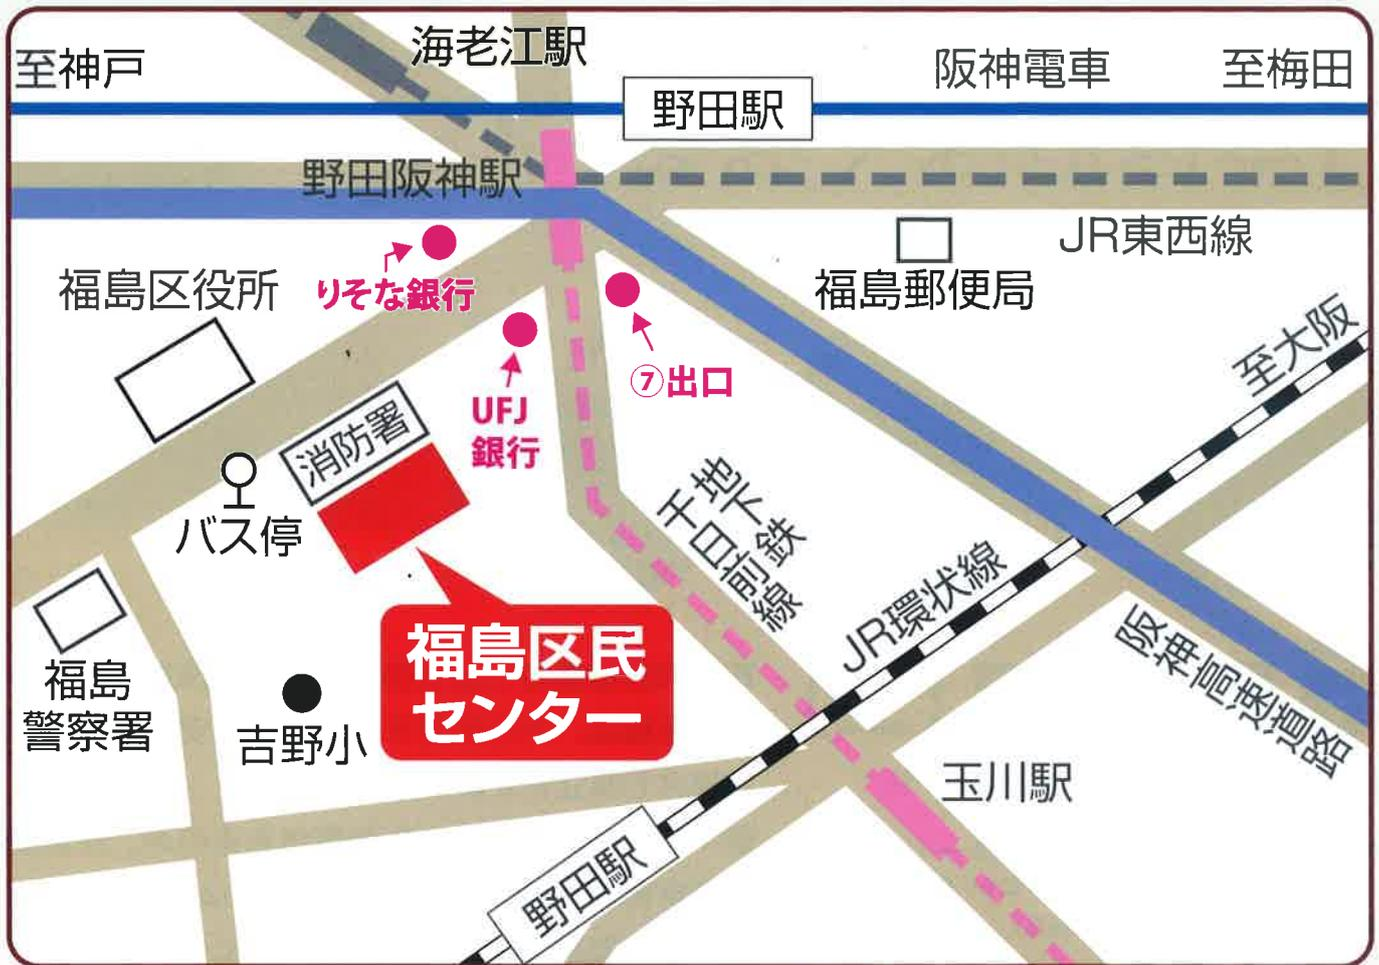 海老江駅
至神戸
阪神電車
至梅田
野田駅
野田阪神駅
JR東西線
福島区役所
りそな銀行
福島郵便局
至大阪
⑦出口
UFJ
銀行
消防署
地下鉄
千日前線
バス停
JR環状線
福島区民
センター
阪神高速道路
福島
警察署
吉野小
玉川駅
野田駅